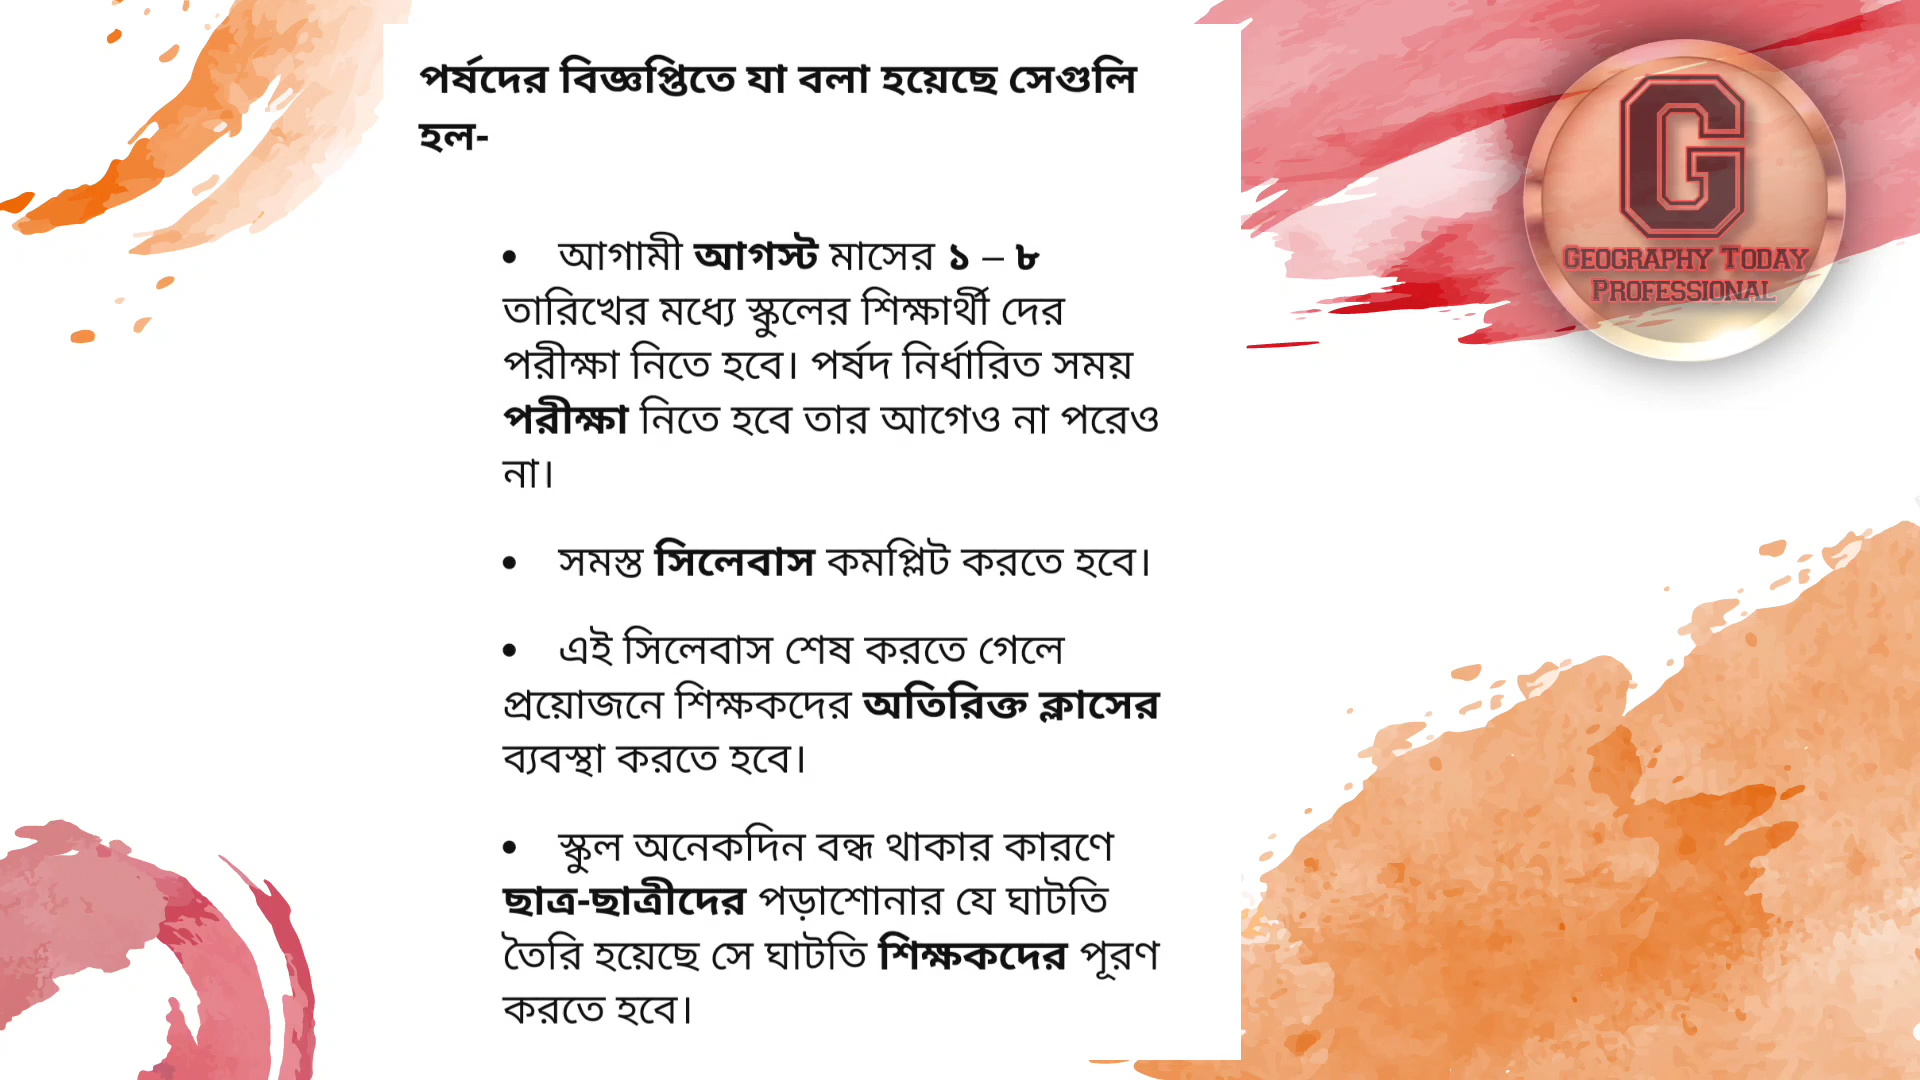 পর্ষদের বিজ্ঞপ্তিতে যা বলা হয়েছে সেগুলি
হল-
• আগামী আগস্ট মাসের ১ – ৮
তারিখের মধ্যে স্কুলের শিক্ষার্থী দের
পরীক্ষা নিতে হবে। পর্ষদ নির্ধারিত সময়
পরীক্ষা নিতে হবে তার আগেও না পরেও
না।
• সমস্ত সিলেবাস কমপ্লিট করতে হবে।
• এই সিলেবাস শেষ করতে গেলে
প্রয়োজনে শিক্ষকদের অতিরিক্ত ক্লাসের
ব্যবস্থা করতে হবে।
• স্কুল অনেকদিন বন্ধ থাকার কারণে
ছাত্র-ছাত্রীদের পড়াশোনার যে ঘাটতি
তৈরি হয়েছে সে ঘাটতি শিক্ষকদের পূরণ
করতে হবে।
G
GEOGRAPHY TODAY
PROFESSIONAL